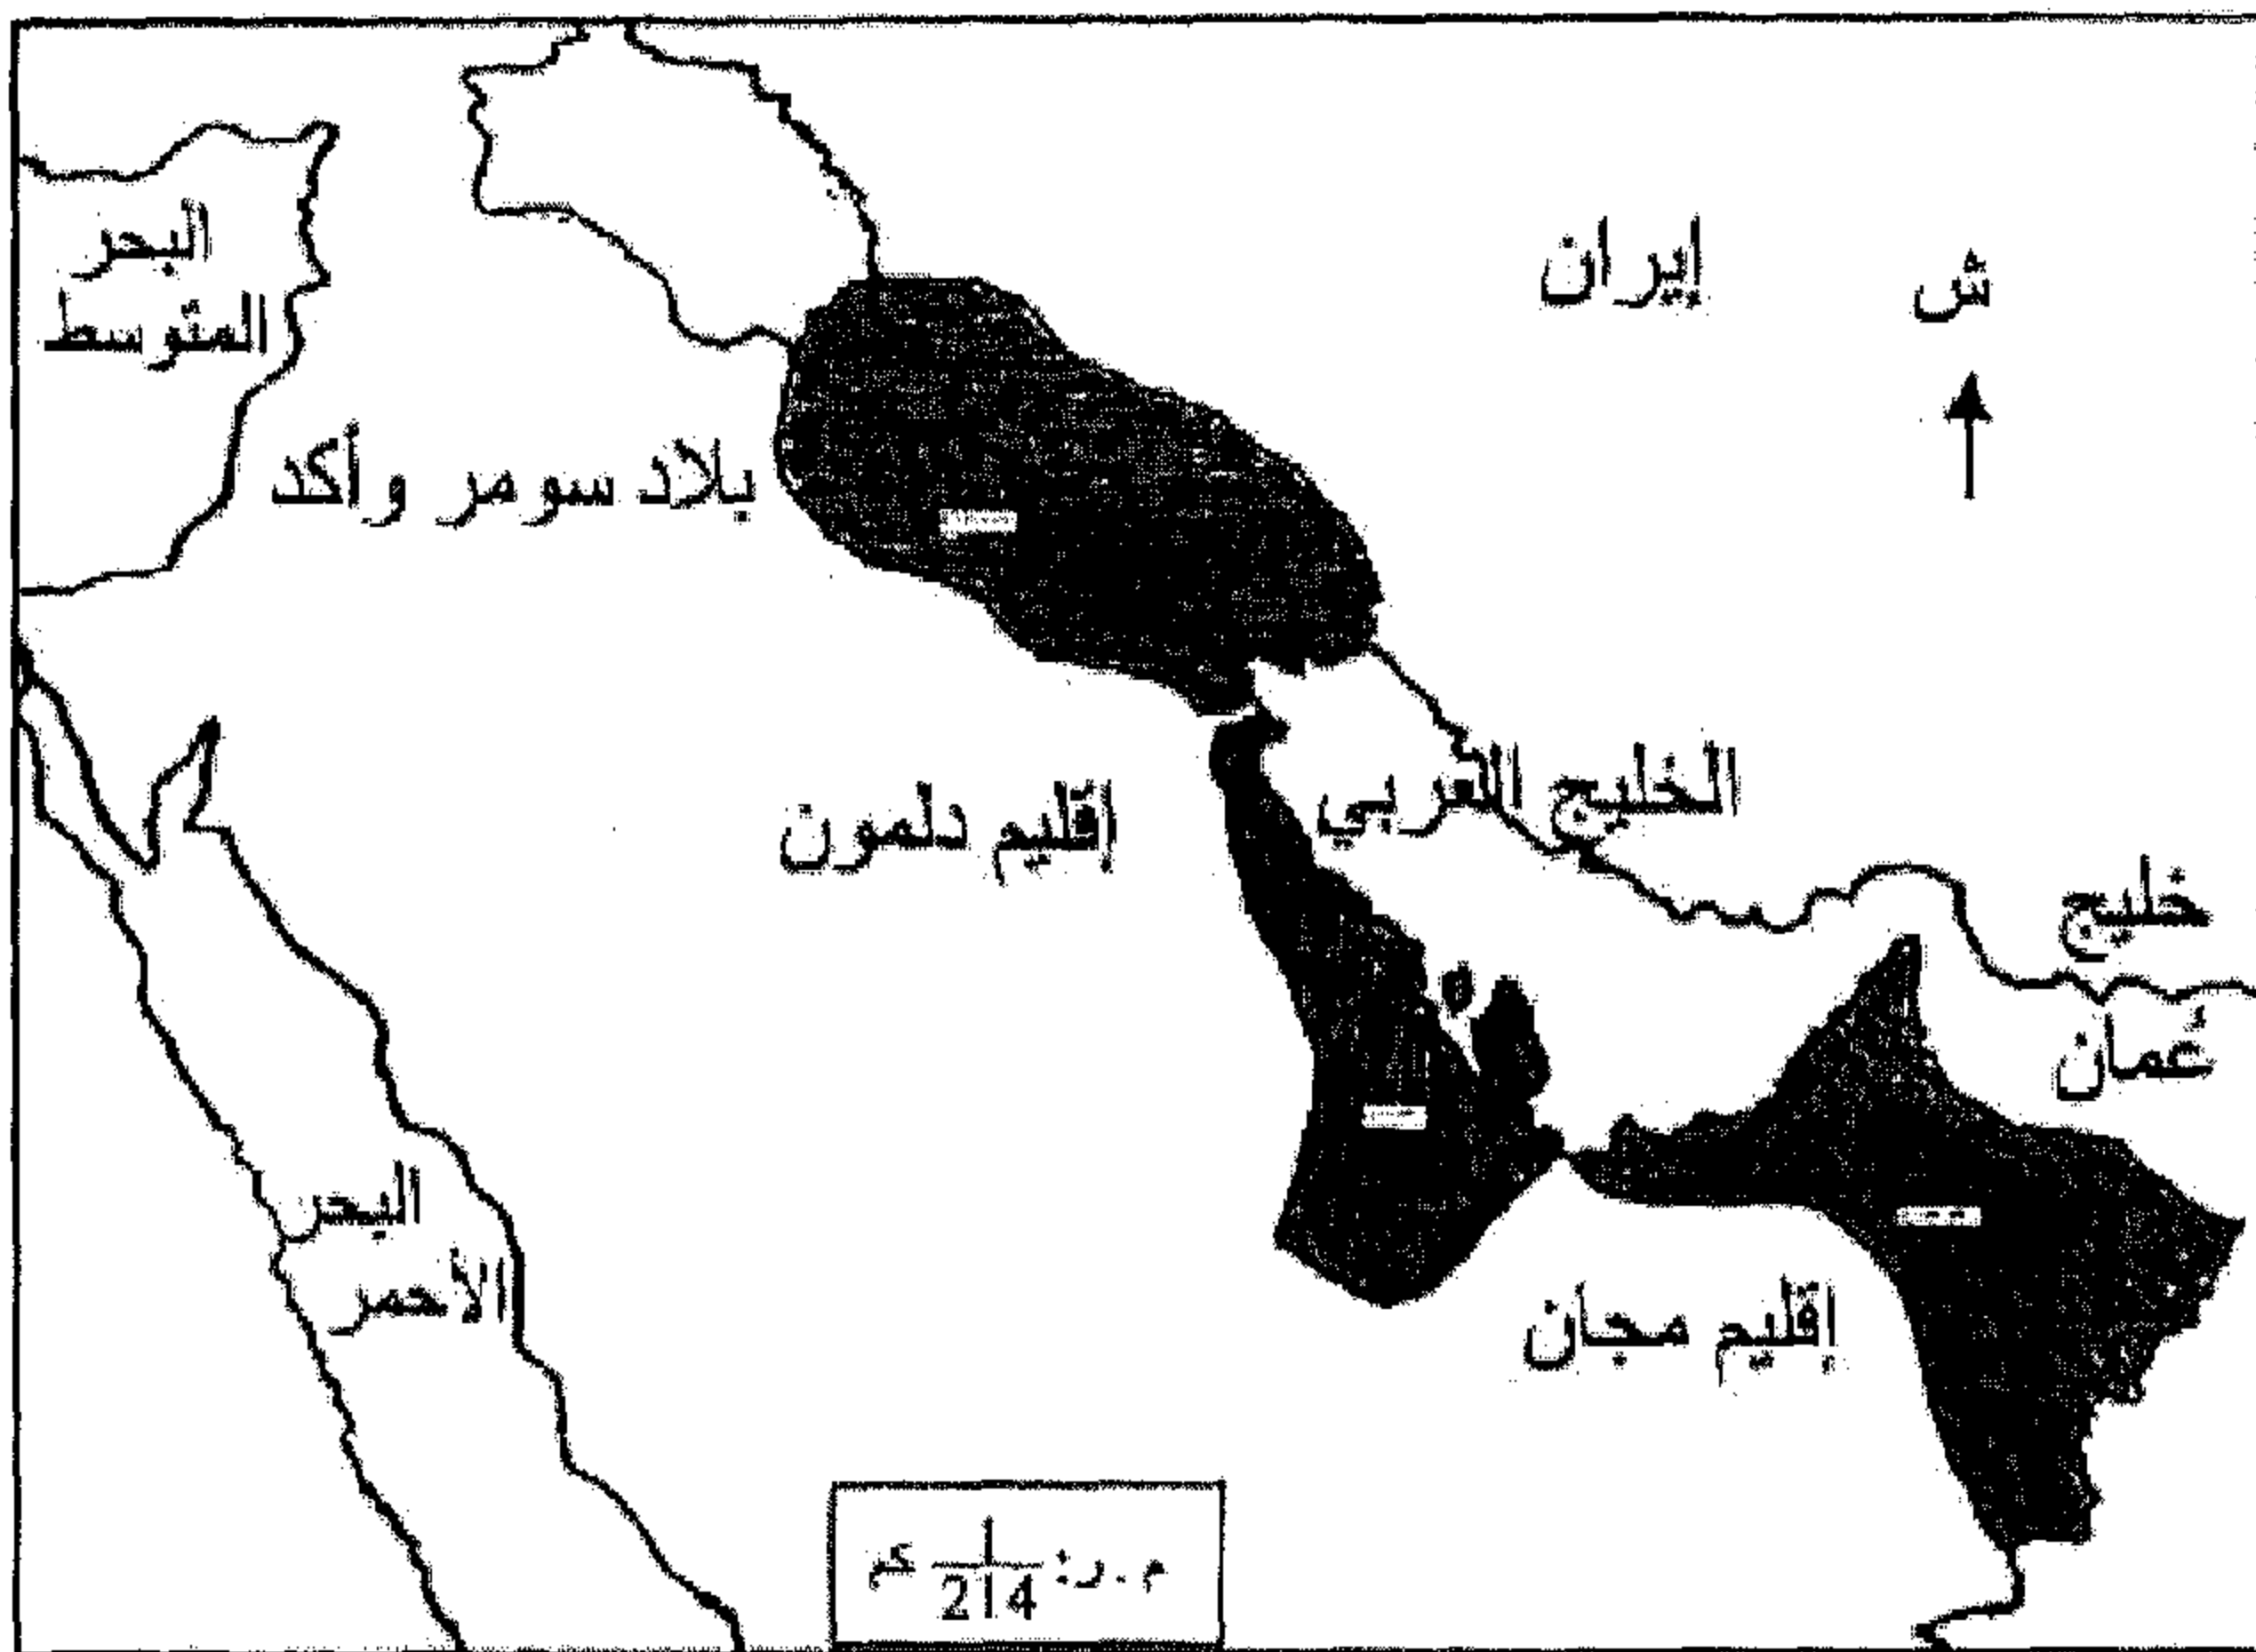 البحر
المتوسط
إيران
ش
بلاد سومر وأكد
إقليم دلمون
الخليج العربي
خليج
عُمان
البحر
الأحمر
إقليم مجان
م.ر: 1/214 كم